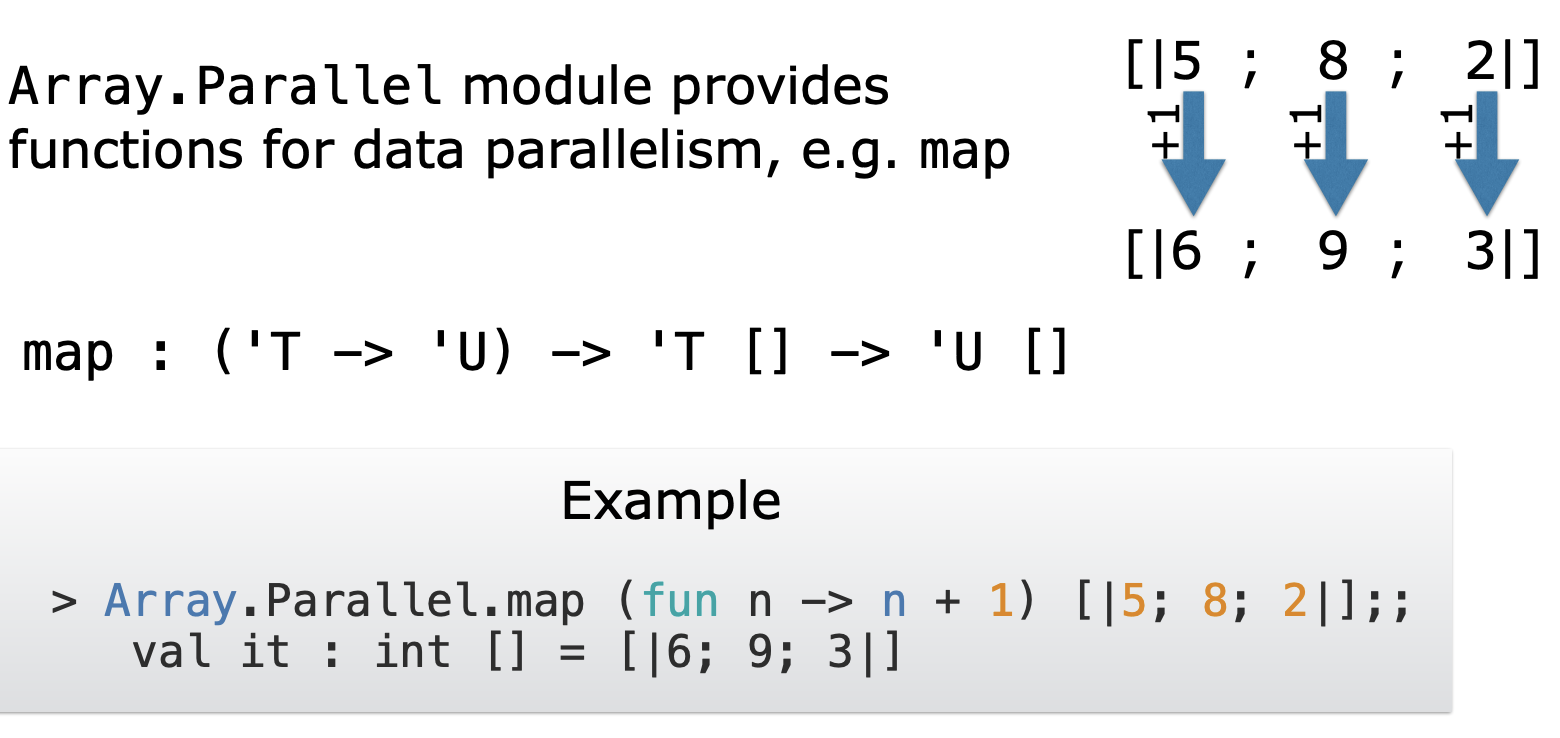 Array.Parallel module provides
functions for data parallelism, e.g. map
[|5 ; 8 ; 2|]
+1 +1 +1
[|6 ; 9 ; 3|]
map : ('T -> 'U) -> 'T [] -> 'U []
Example
> Array.Parallel.map (fun n -> n + 1) [|5; 8; 2|];;
val it : int [] = [|6; 9; 3|]